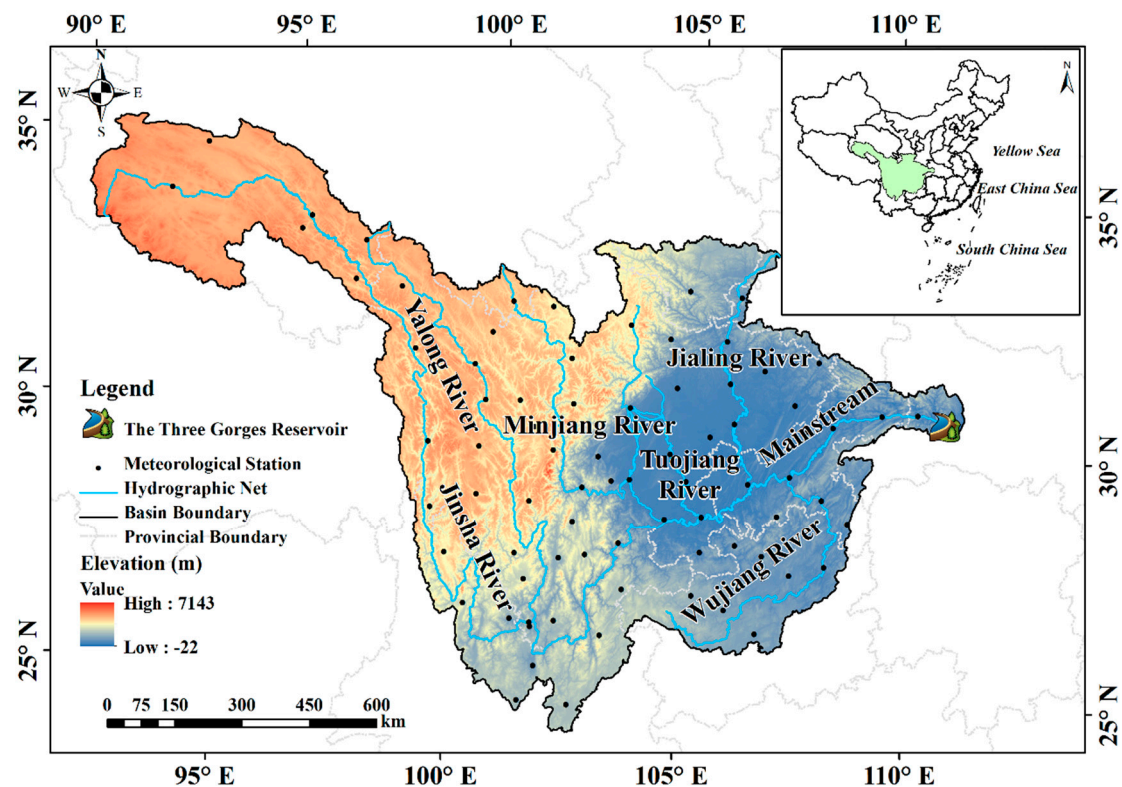 90° E 95° E 100° E 105° E 110° E
N
W E
S
35° N
30° N
25° N
N
Yellow Sea
East China Sea
South China Sea
35° N
30° N
25° N
Yalong River
Jinsha River
Minjiang River
Jialing River
Tuojiang
River
Mainstream
Wujiang River
Legend
The Three Gorges Reservoir
Meteorological Station
Hydrographic Net
Basin Boundary
Provincial Boundary
Elevation (m)
Value
High : 7143
Low : -22
0 75 150 300 450 600
km
95° E 100° E 105° E 110° E